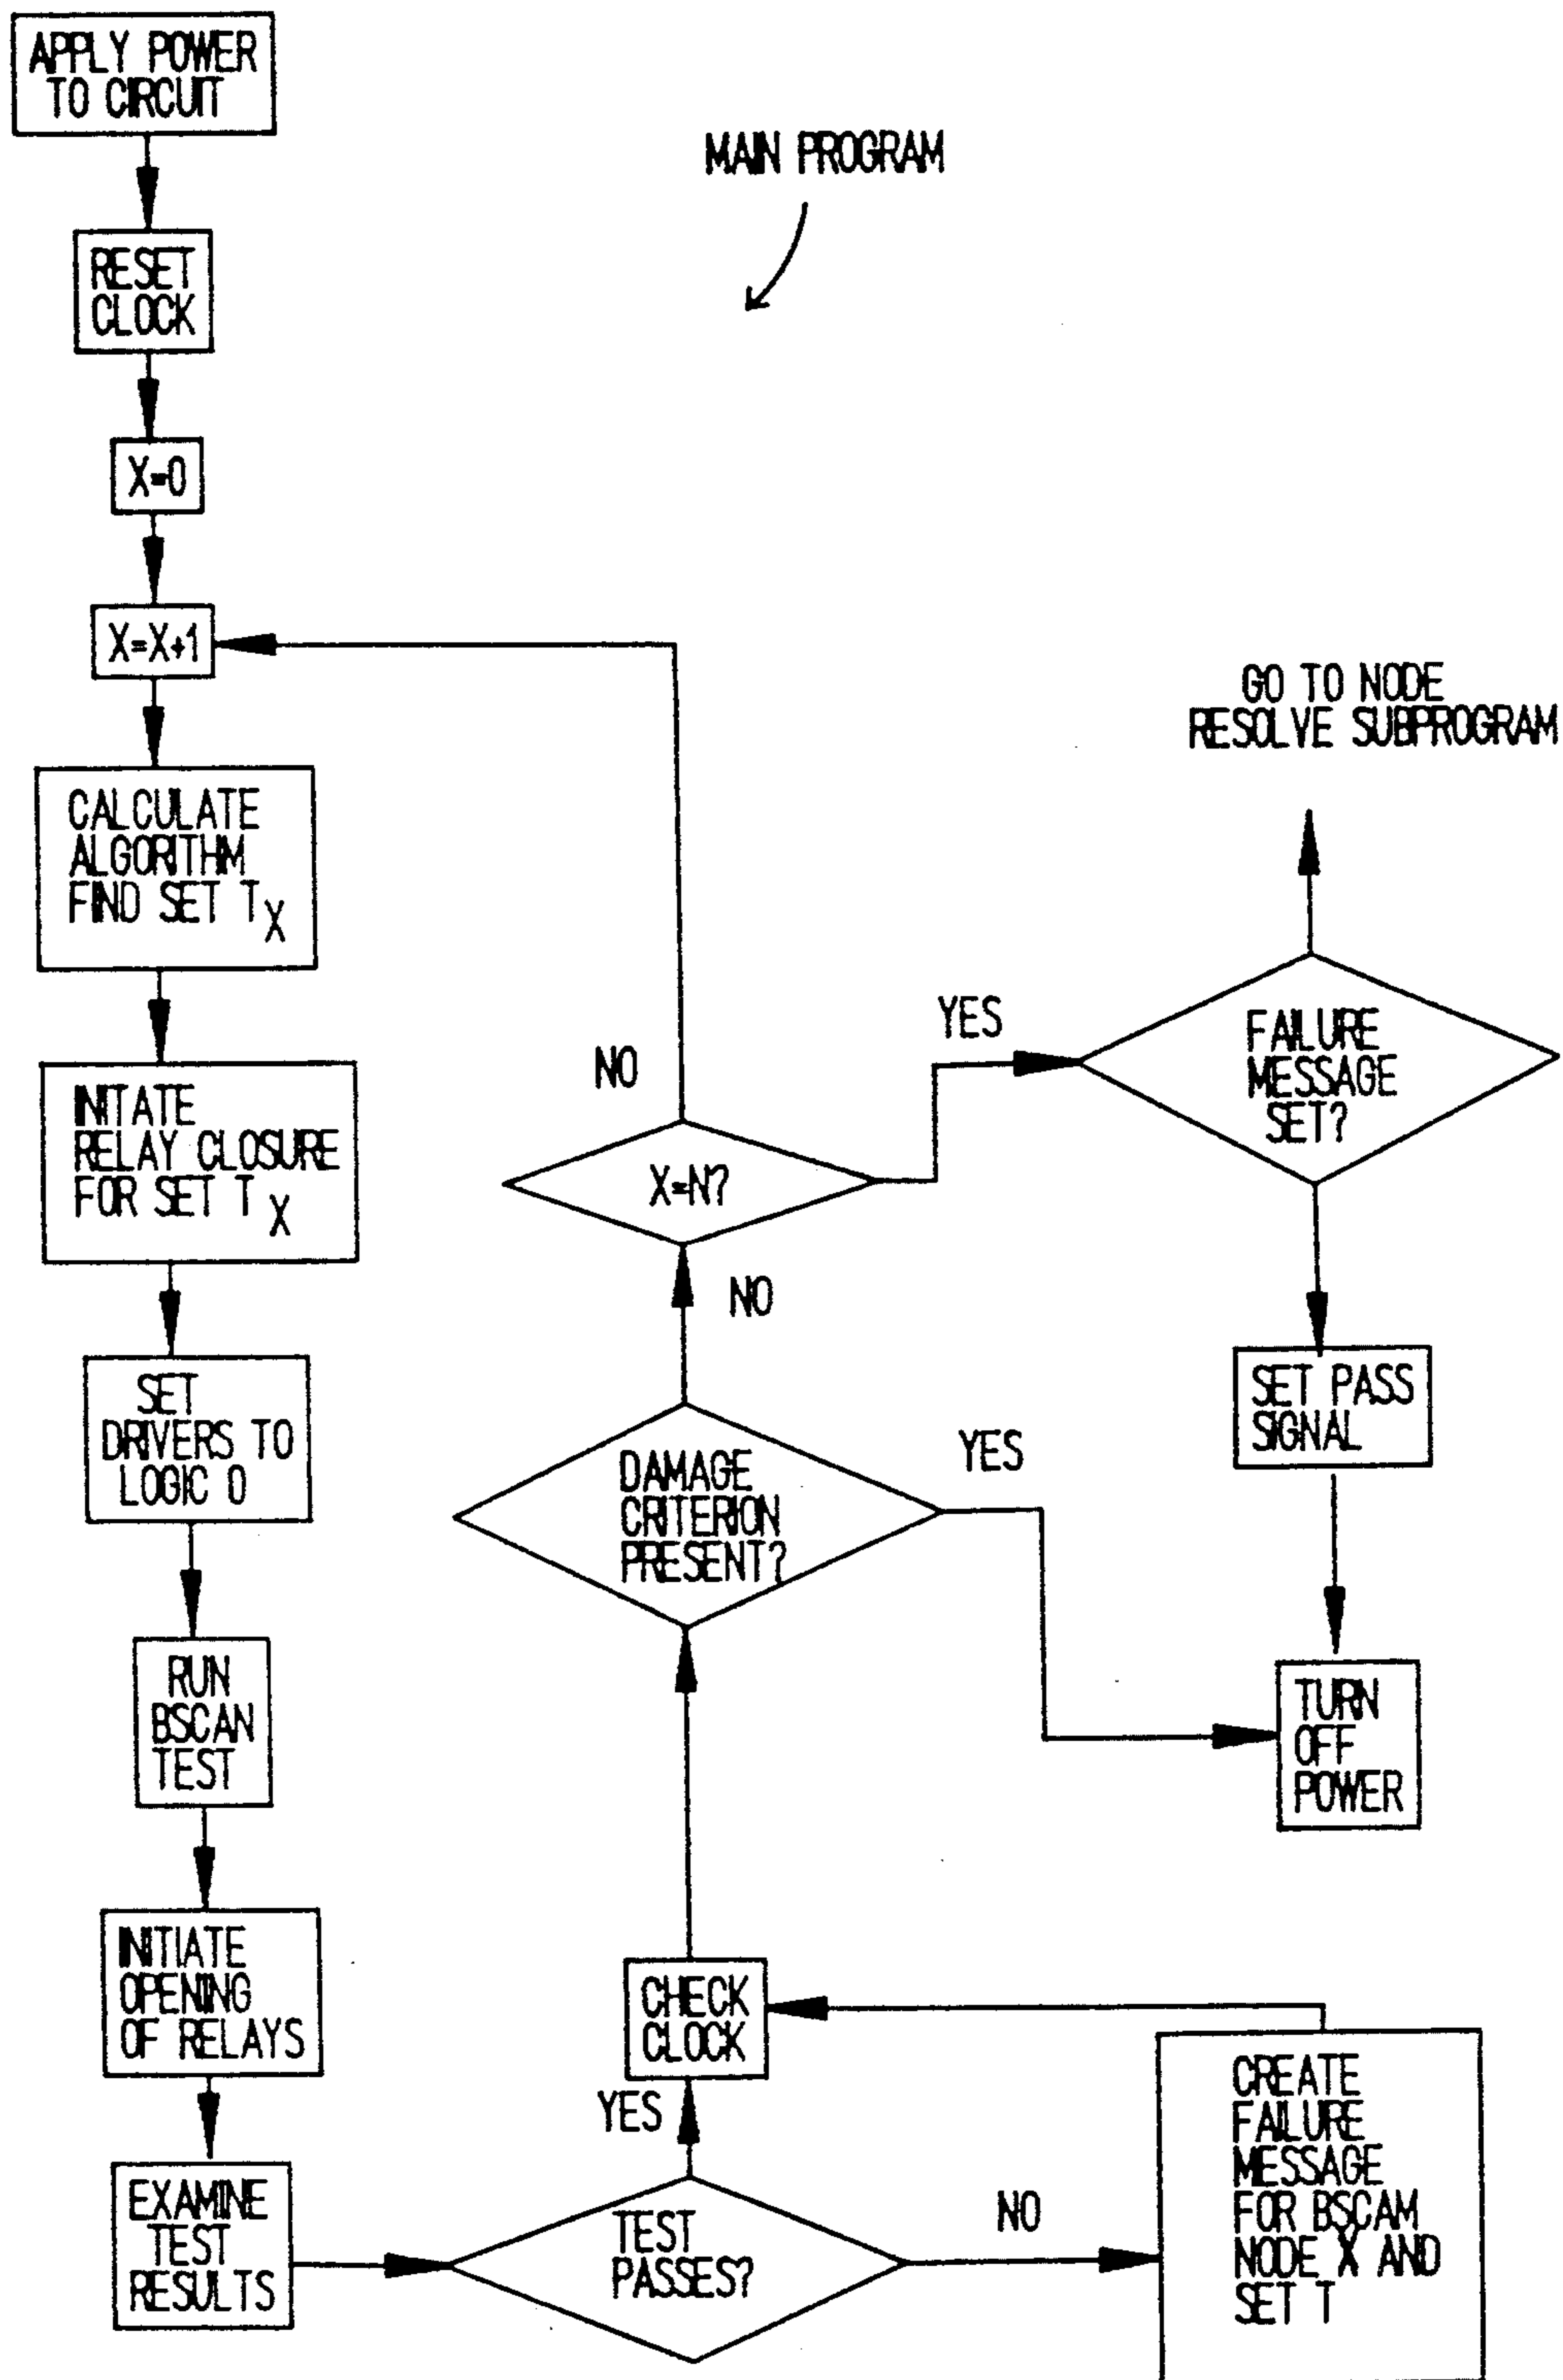 APPLY POWER
TO CIRCUIT
MAIN PROGRAM
RESET
CLOCK
X=0
X=X+1
CALCULATE
ALGORITHM
FIND SET T X
INITATE
RELAY CLOSURE
FOR SET T X
SET
DRIVERS TO
LOGIC 0
RUN
BSCAN
TEST
INITIATE
OPENING
OF RELAYS
EXAMINE
TEST
RESULTS
TEST
PASSES?
YES
NO
CREATE
FAILURE
MESSAGE
FOR BSCAM
NODE X AND
SET T
CHECK
CLOCK
DAMAGE
CRITERION
PRESENT?
YES
NO
X=N?
NO
YES
FAILURE
MESSAGE
SET?
GO TO NODE
RESOLVE SUBPROGRAM
SET PASS
SIGNAL
TURN
OFF
POWER